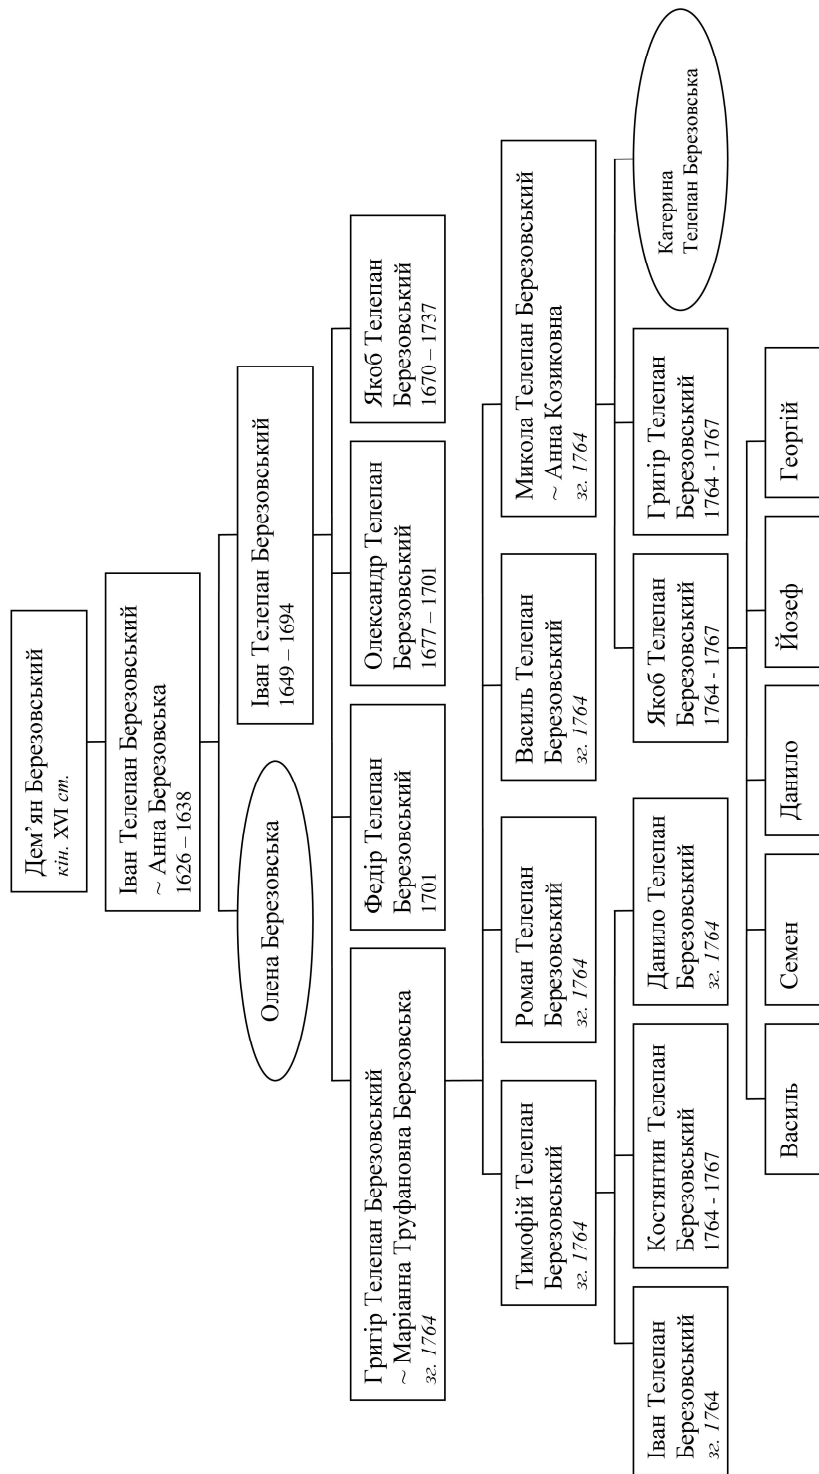 Дем’ян Березовський
кін. XVI ст.
Іван Телепан Березовський
~ Анна Березовська
1626 – 1638
Олена Березовська
Іван Телепан Березовський
1649 – 1694
Григір Телепан Березовський
~ Маріанна Труфановна Березовська
зг. 1764
Федір Телепан
Березовський
1701
Олександр Телепан
Березовський
1677 – 1701
Якоб Телепан
Березовський
1670 – 1737
Тимофій Телепан
Березовський
зг. 1764
Роман Телепан
Березовський
зг. 1764
Василь Телепан
Березовський
зг. 1764
Микола Телепан Березовський
~ Анна Козиковна
зг. 1764
Іван Телепан
Березовський
зг. 1764
Костянтин Телепан
Березовський
1764 - 1767
Данило Телепан
Березовський
зг. 1764
Якоб Телепан
Березовський
1764 - 1767
Григір Телепан
Березовський
1764 - 1767
Катерина
Телепан Березовська
Василь
Семен
Данило
Йозеф
Георгій